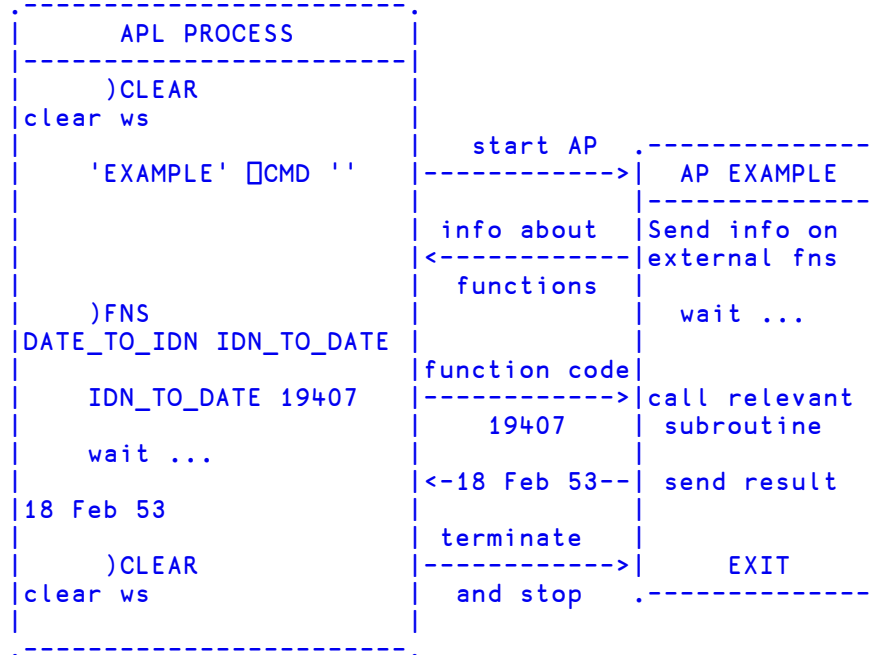 .------------------------.
|      APL PROCESS       |
|------------------------|
|     )CLEAR             |
|clear ws                |
|                        |   start AP  .--------------
|    'EXAMPLE' ⎕CMD ''   |------------>|  AP EXAMPLE
|                        |             |--------------
|                        | info about  |Send info on
|                        |<------------|external fns
|                        |  functions  |
|    )FNS                |             |  wait ...
|DATE_TO_IDN IDN_TO_DATE |             |
|                        |function code|
|    IDN_TO_DATE 19407   |------------>|call relevant
|                        |    19407    | subroutine
|    wait ...            |             |
|                        |<-18 Feb 53--| send result
|18 Feb 53               |             |
|                        | terminate   |
|     )CLEAR             |------------>|     EXIT
|clear ws                |  and stop   .--------------
|                        |
.------------------------.